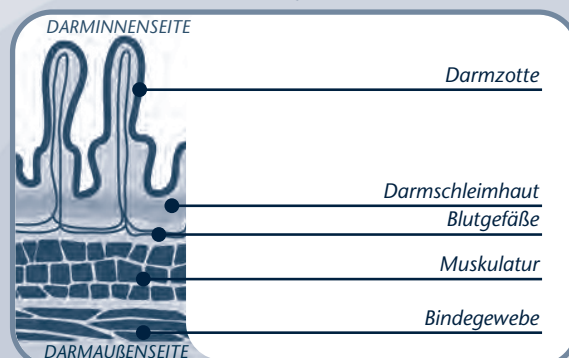 DARMINNENSEITE
Darmzotte
Darmschleimhaut
Blutgefäße
Muskulatur
Bindegewebe
DARMAUßENSEITE